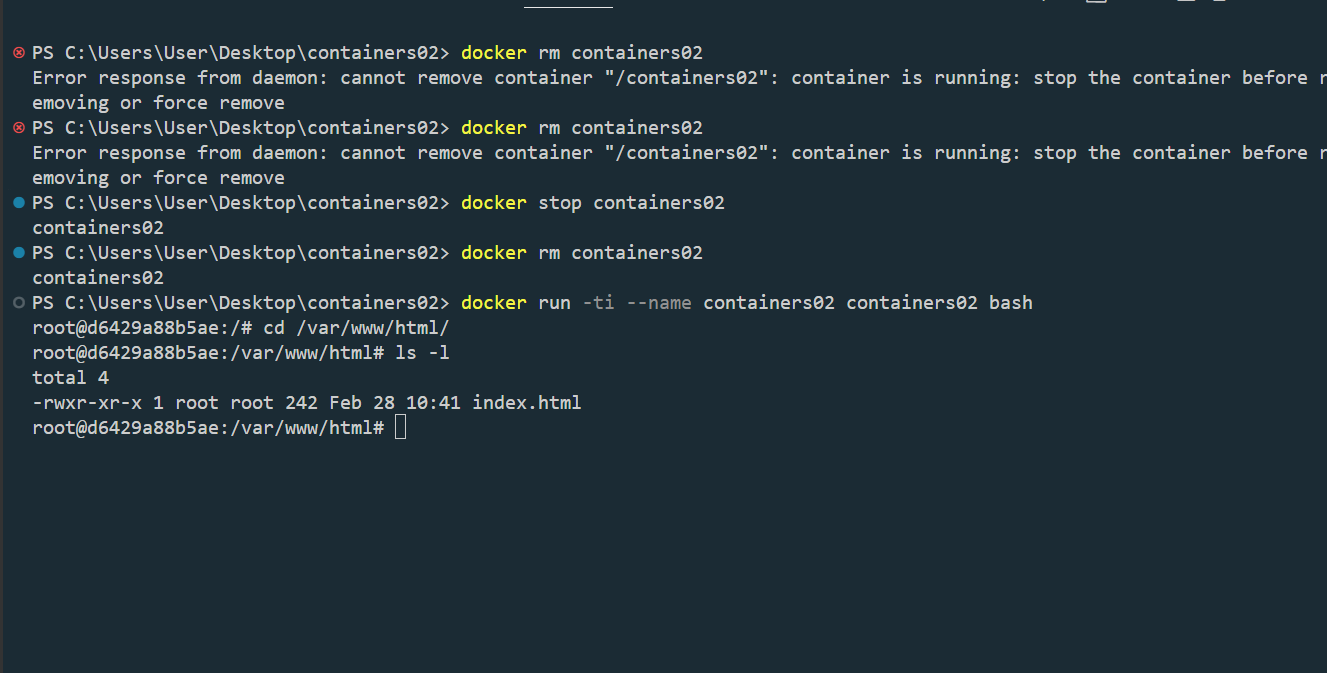 PS C:\Users\User\Desktop\containers02> docker rm containers02
Error response from daemon: cannot remove container "/containers02": container is running: stop the container before r
emoving or force remove
PS C:\Users\User\Desktop\containers02> docker rm containers02
Error response from daemon: cannot remove container "/containers02": container is running: stop the container before r
emoving or force remove
PS C:\Users\User\Desktop\containers02> docker stop containers02
containers02
PS C:\Users\User\Desktop\containers02> docker rm containers02
containers02
PS C:\Users\User\Desktop\containers02> docker run -ti --name containers02 containers02 bash
root@d6429a88b5ae:/# cd /var/www/html/
root@d6429a88b5ae:/var/www/html# ls -l
total 4
-rwxr-xr-x 1 root root 242 Feb 28 10:41 index.html
root@d6429a88b5ae:/var/www/html#